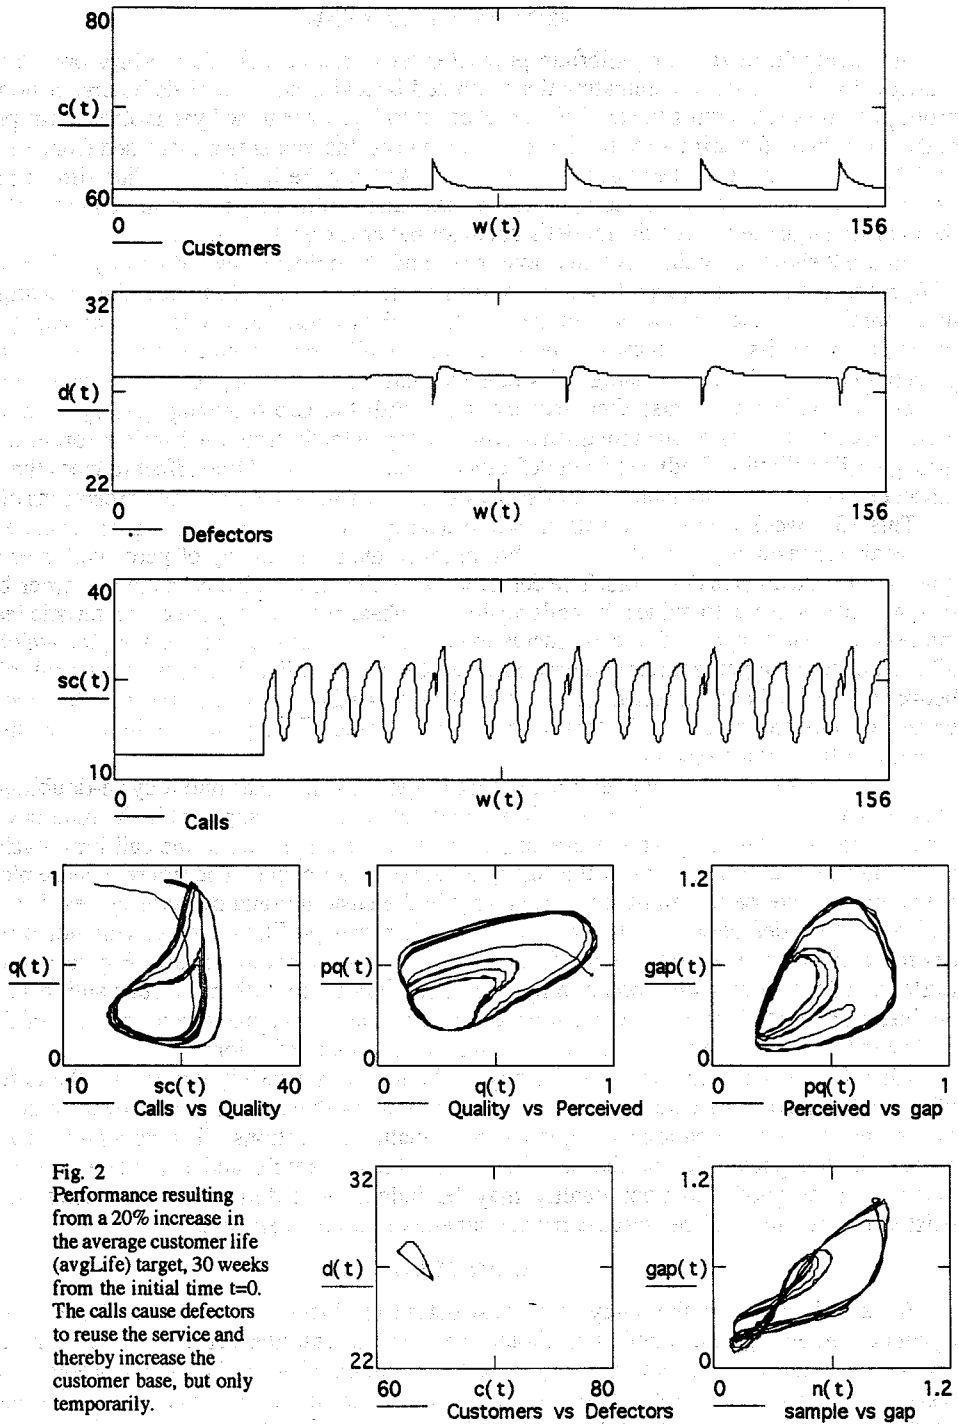 80
c(t)
60
0
w(t)
156
Customers
32
d(t)
22
0
w(t)
156
Defectors
40
sc(t)
10
0
w(t)
156
Calls
1
q(t)
0
10
sc(t)
40
Calls vs Quality
1
pq(t)
0
0
q(t)
1
Quality vs Perceived
1.2
gap(t)
0
0
pq(t)
1
Perceived vs gap
Fig. 2
Performance resulting
from a 20% increase in
the average customer life
(avgLife) target, 30 weeks
from the initial time t=0.
The calls cause defectors
to reuse the service and
thereby increase the
customer base, but only
temporarily.
32
d(t)
22
60
c(t)
80
Customers vs Defectors
1.2
gap(t)
0
0
n(t)
1.2
sample vs gap